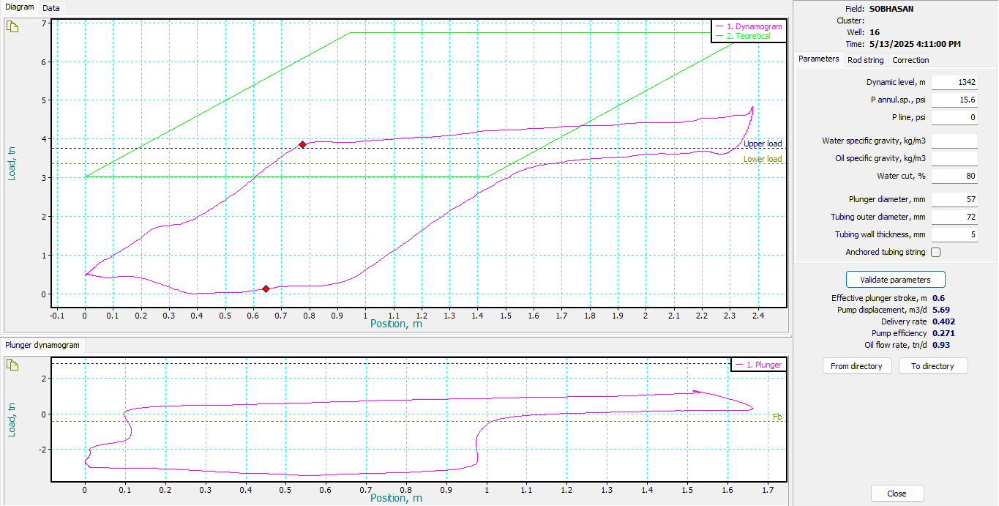 Diagram Data
7
6
5
4
3
2
1
0
Load, tn
1. Dynamogram
2. Teoretical
Upper load
Lower load
-0.1 0 0.1 0.2 0.3 0.4 0.5 0.6 0.7 0.8 0.9 1 1.1 1.2 1.3 1.4 1.5 1.6 1.7 1.8 1.9 2 2.1 2.2 2.3 2.4
Position, m
Plunger dynamogram
2
0
-2
Load, tn
1. Plunger
Fb
0 0.1 0.2 0.3 0.4 0.5 0.6 0.7 0.8 0.9 1 1.1 1.2 1.3 1.4 1.5 1.6 1.7
Position, m
Field: SOBHASAN
Cluster:
Well: 16
Time: 5/13/2025 4:11:00 PM
Parameters Rod string Correction
Dynamic level, m 1342
P annul.sp., psi 15.6
P line, psi 0
Water specific gravity, kg/m3
Oil specific gravity, kg/m3
Water cut, % 80
Plunger diameter, mm 57
Tubing outer diameter, mm 72
Tubing wall thickness, mm 5
Anchored tubing string
Validate parameters
Effective plunger stroke, m 0.6
Pump displacement, m3/d 5.69
Delivery rate 0.402
Pump efficiency 0.271
Oil flow rate, tn/d 0.93
From directory To directory
Close